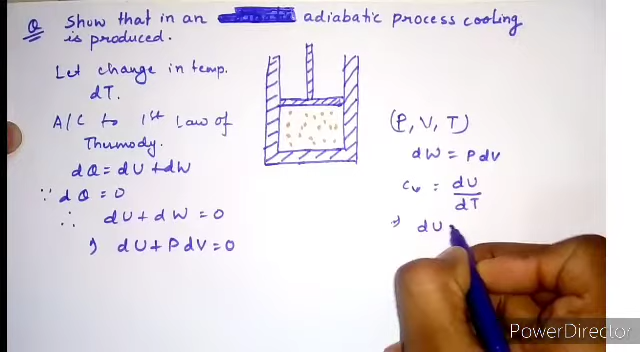 Q Show that in an adiabatic process cooling
is produced.
Let change in temp.
dT.
A/C to 1st Law of
Thermody.
dQ = dU + dW
∵ dQ = 0
∴ dU + dW = 0
⇒ dU + PdV = 0
(P, V, T)
dW = PdV
Cv = dU/dT
⇒ dU
PowerDirector